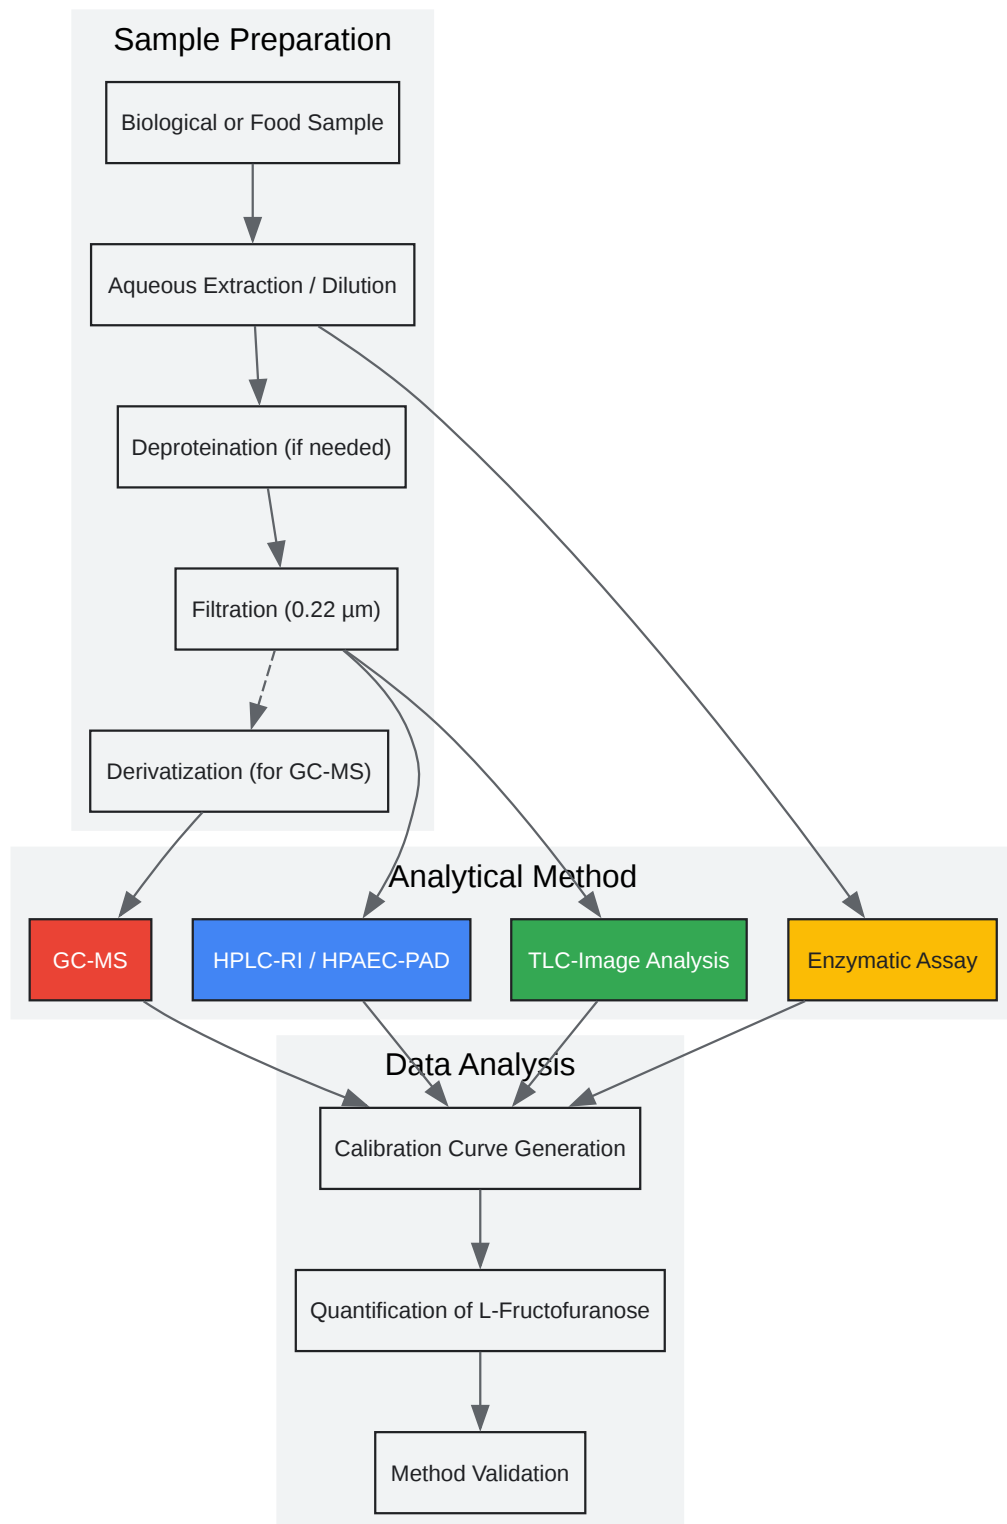 Sample Preparation
Biological or Food Sample
Aqueous Extraction / Dilution
Deproteination (if needed)
Filtration (0.22 µm)
Derivatization (for GC-MS)
Analytical Method
GC-MS
HPLC-RI / HPAEC-PAD
TLC-Image Analysis
Enzymatic Assay
Data Analysis
Calibration Curve Generation
Quantification of L-Fructofuranose
Method Validation